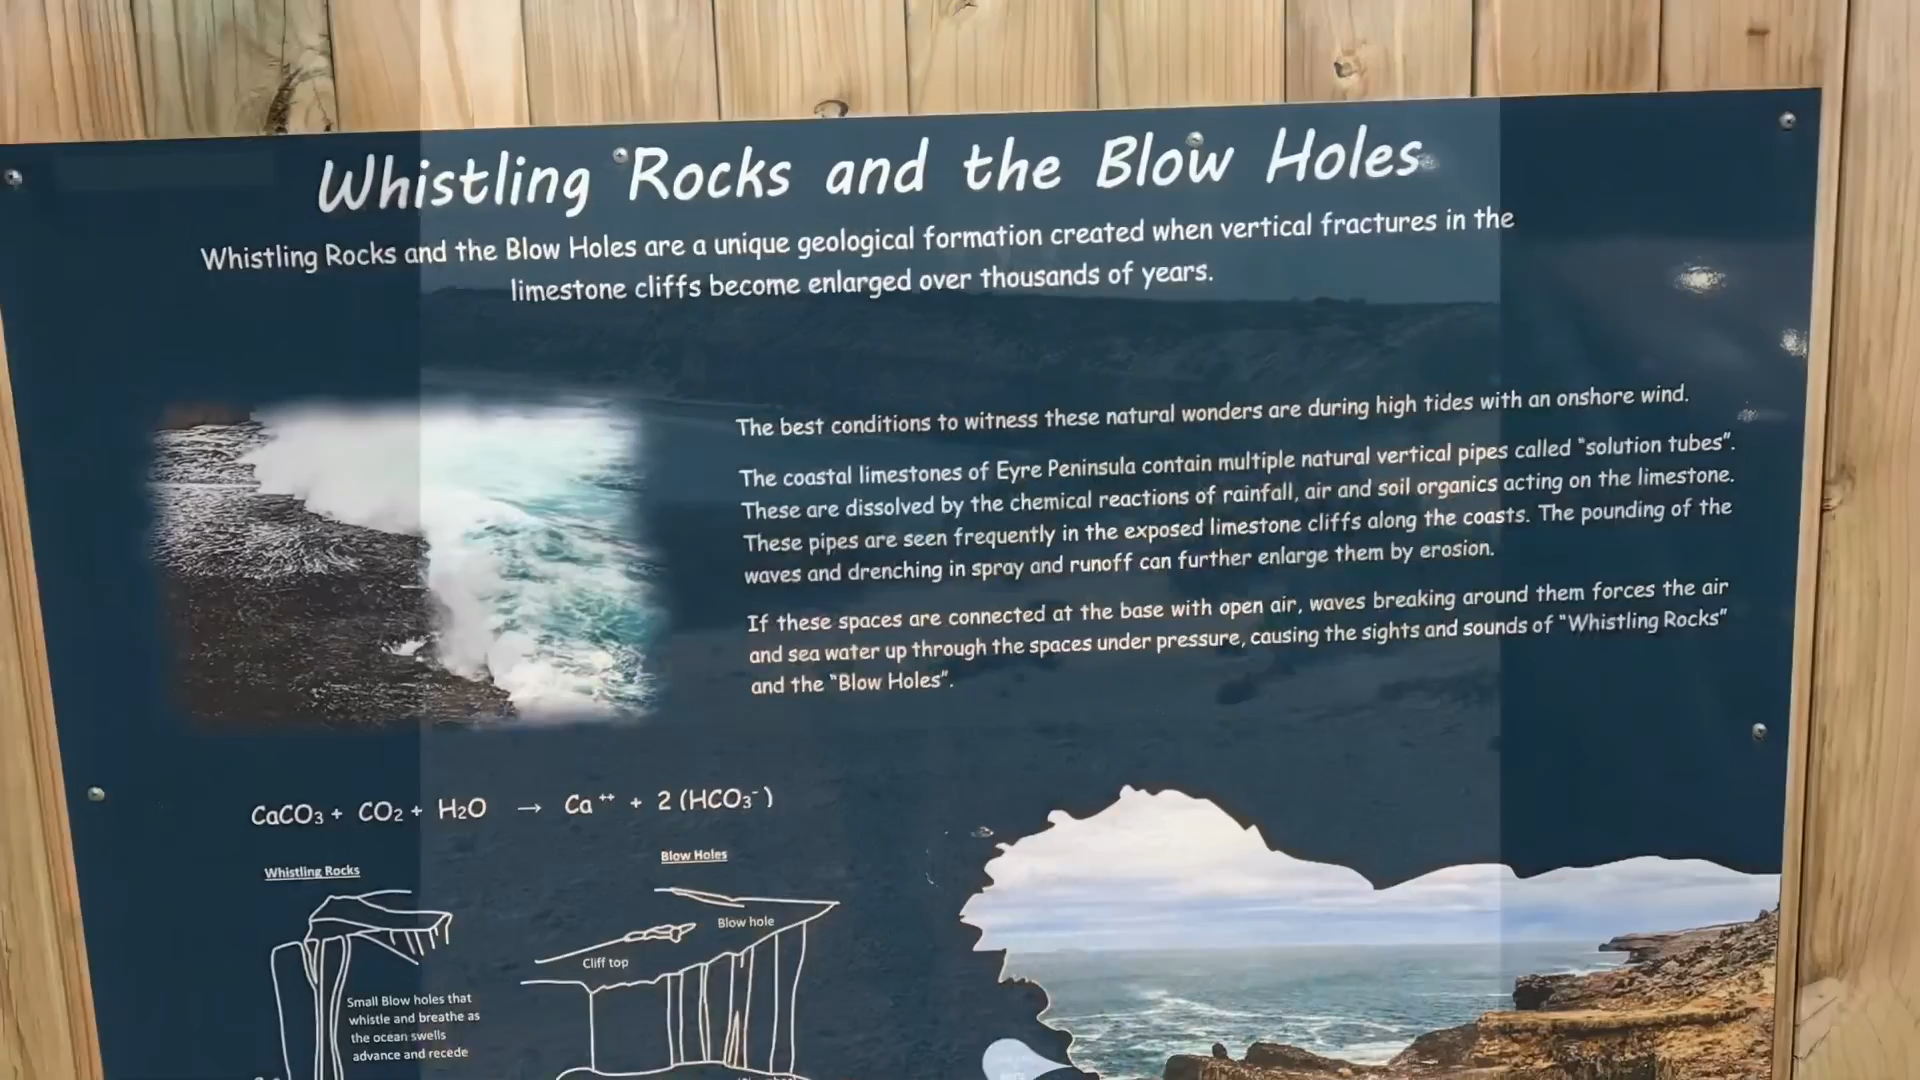 Whistling Rocks and the Blow Holes
Whistling Rocks and the Blow Holes are a unique geological formation created when vertical fractures in the
limestone cliffs become enlarged over thousands of years.
The best conditions to witness these natural wonders are during high tides with an onshore wind.
The coastal limestones of Eyre Peninsula contain multiple natural vertical pipes called "solution tubes".
These are dissolved by the chemical reactions of rainfall, air and soil organics acting on the limestone.
These pipes are seen frequently in the exposed limestone cliffs along the coasts. The pounding of the
waves and drenching in spray and runoff can further enlarge them by erosion.
If these spaces are connected at the base with open air, waves breaking around them forces the air
and sea water up through the spaces under pressure, causing the sights and sounds of "Whistling Rocks"
and the "Blow Holes".
CaCO₃ + CO₂ + H₂O → Ca⁺⁺ + 2 (HCO₃⁻)
Whistling Rocks
Blow Holes
Blow hole
Cliff top
Small Blow holes that
whistle and breathe as
the ocean swells
advance and recede